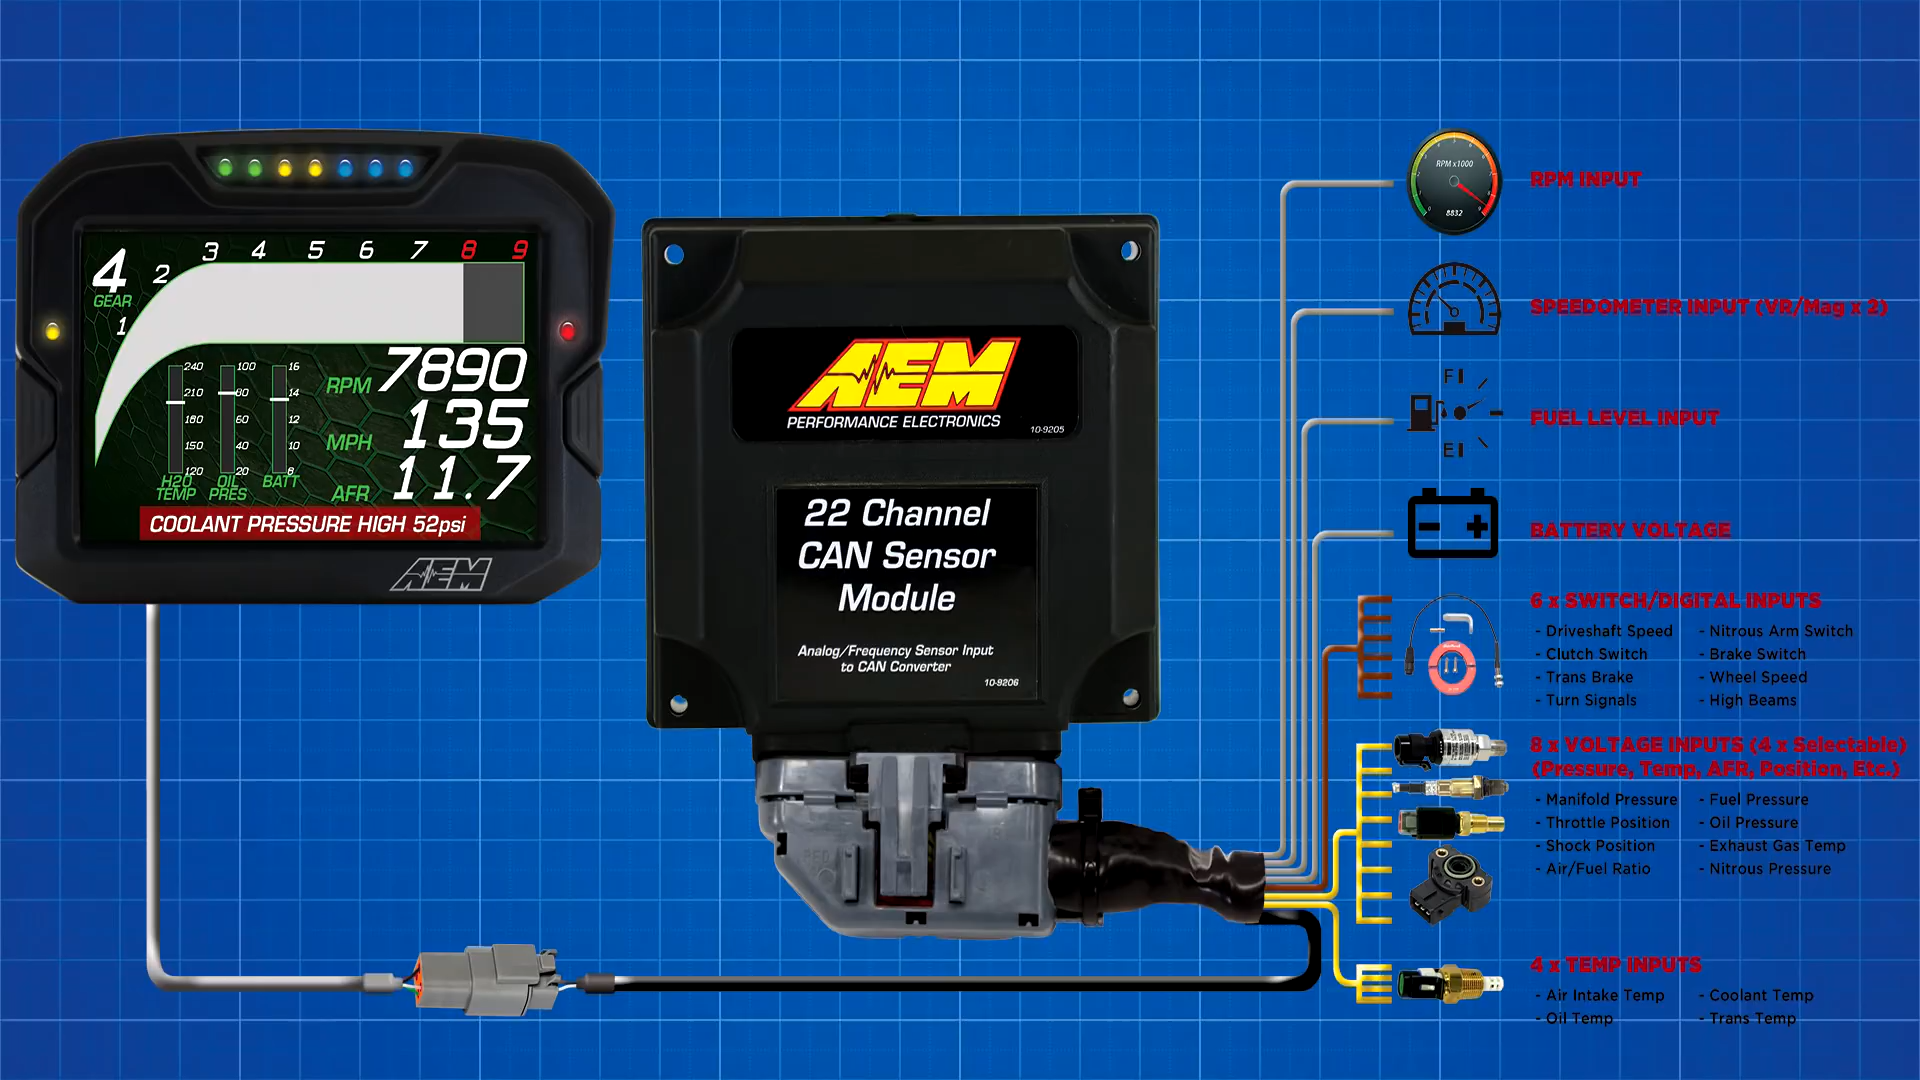 4
GEAR
1
2
3
4
5
6
7
8
9
240
210
180
150
120
H2O
TEMP
100
80
60
40
20
OIL
PRES
16
14
12
10
8
BATT
RPM 7890
MPH 135
AFR 11.7
COOLANT PRESSURE HIGH 52psi
AEM
AEM
PERFORMANCE ELECTRONICS
10-9205
22 Channel
CAN Sensor
Module
Analog/Frequency Sensor Input
to CAN Converter
10-9206
RPM x1000
8832
RPM INPUT
SPEEDOMETER INPUT (VR/Mag x 2)
F
E
FUEL LEVEL INPUT
BATTERY VOLTAGE
6 x SWITCH/DIGITAL INPUTS
- Driveshaft Speed
- Clutch Switch
- Trans Brake
- Turn Signals
- Nitrous Arm Switch
- Brake Switch
- Wheel Speed
- High Beams
8 x VOLTAGE INPUTS (4 x Selectable)
(Pressure, Temp, AFR, Position, Etc.)
- Manifold Pressure
- Throttle Position
- Shock Position
- Air/Fuel Ratio
- Fuel Pressure
- Oil Pressure
- Exhaust Gas Temp
- Nitrous Pressure
4 x TEMP INPUTS
- Air Intake Temp
- Oil Temp
- Coolant Temp
- Trans Temp